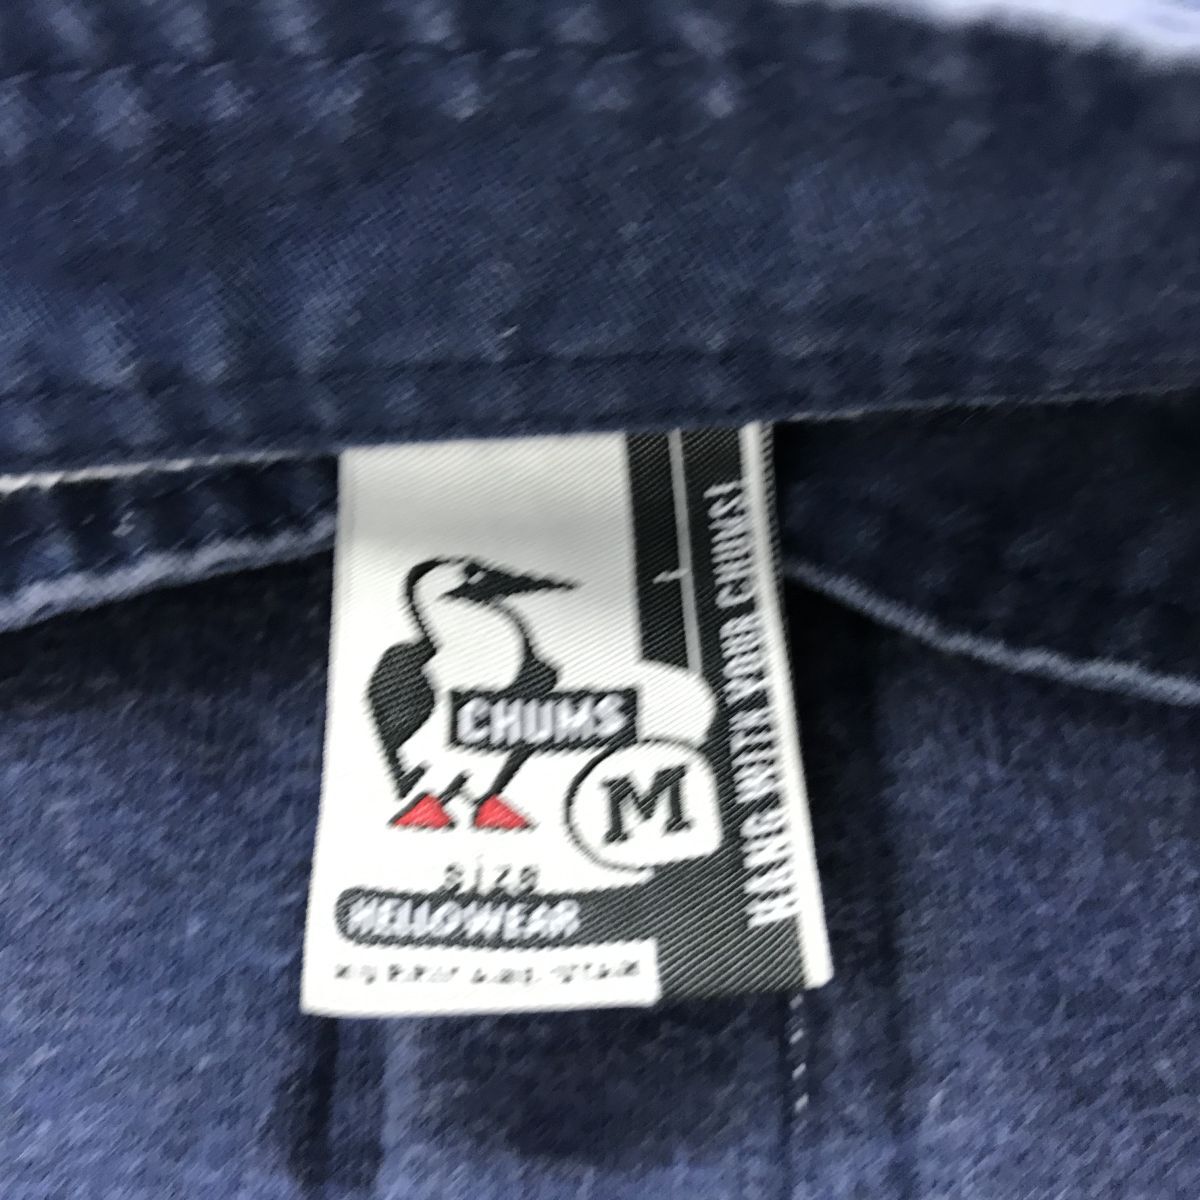 CHUMS
M
SIZE
HELLOWEAR
HANG WITH YOUR CHUMS!